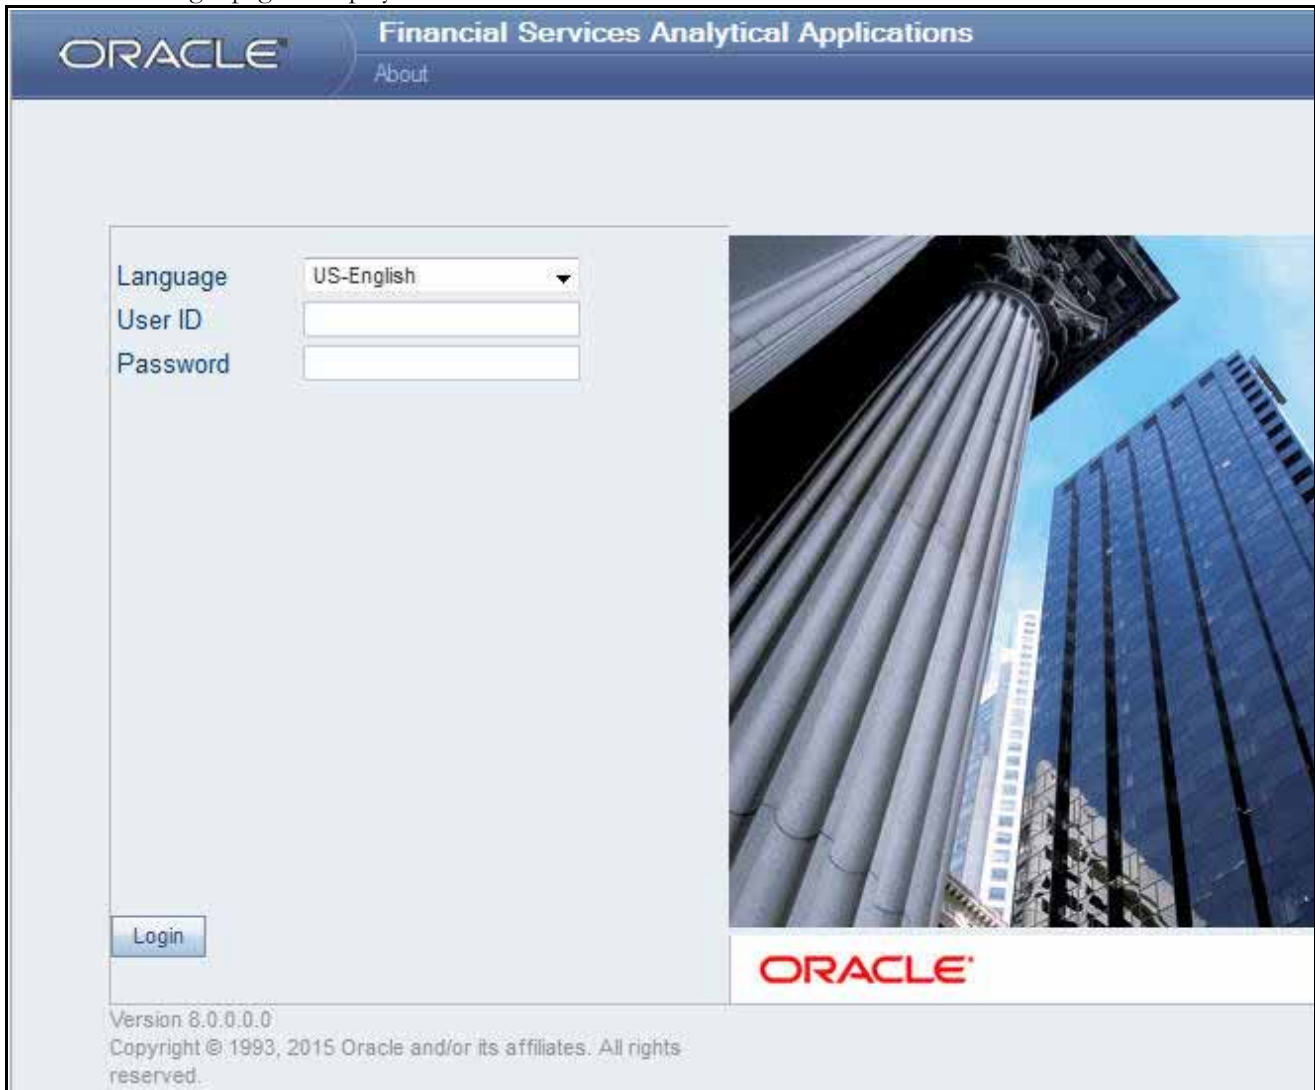 ORACLE
Financial Services Analytical Applications
About
Language
US-English
User ID
Password
Login
ORACLE
Version 8.0.0.0.0
Copyright © 1993, 2015 Oracle and/or its affiliates. All rights
reserved.